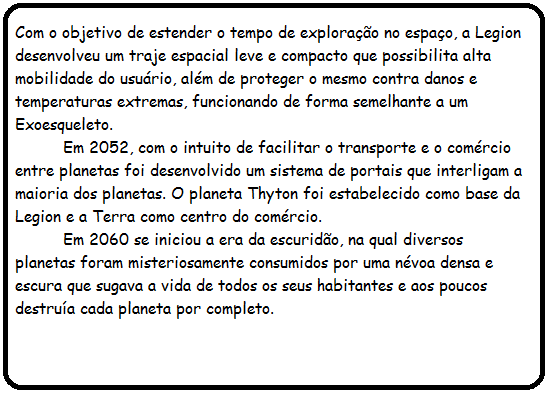 Com o objetivo de estender o tempo de exploração no espaço, a Legion
desenvolveu um traje espacial leve e compacto que possibilita alta
mobilidade do usuário, além de proteger o mesmo contra danos e
temperaturas extremas, funcionando de forma semelhante a um
Exoesqueleto.
Em 2052, com o intuito de facilitar o transporte e o comércio
entre planetas foi desenvolvido um sistema de portais que interligam a
maioria dos planetas. O planeta Thyton foi estabelecido como base da
Legion e a Terra como centro do comércio.
Em 2060 se iniciou a era da escuridão, na qual diversos
planetas foram misteriosamente consumidos por uma névoa densa e
escura que sugava a vida de todos os seus habitantes e aos poucos
destruía cada planeta por completo.